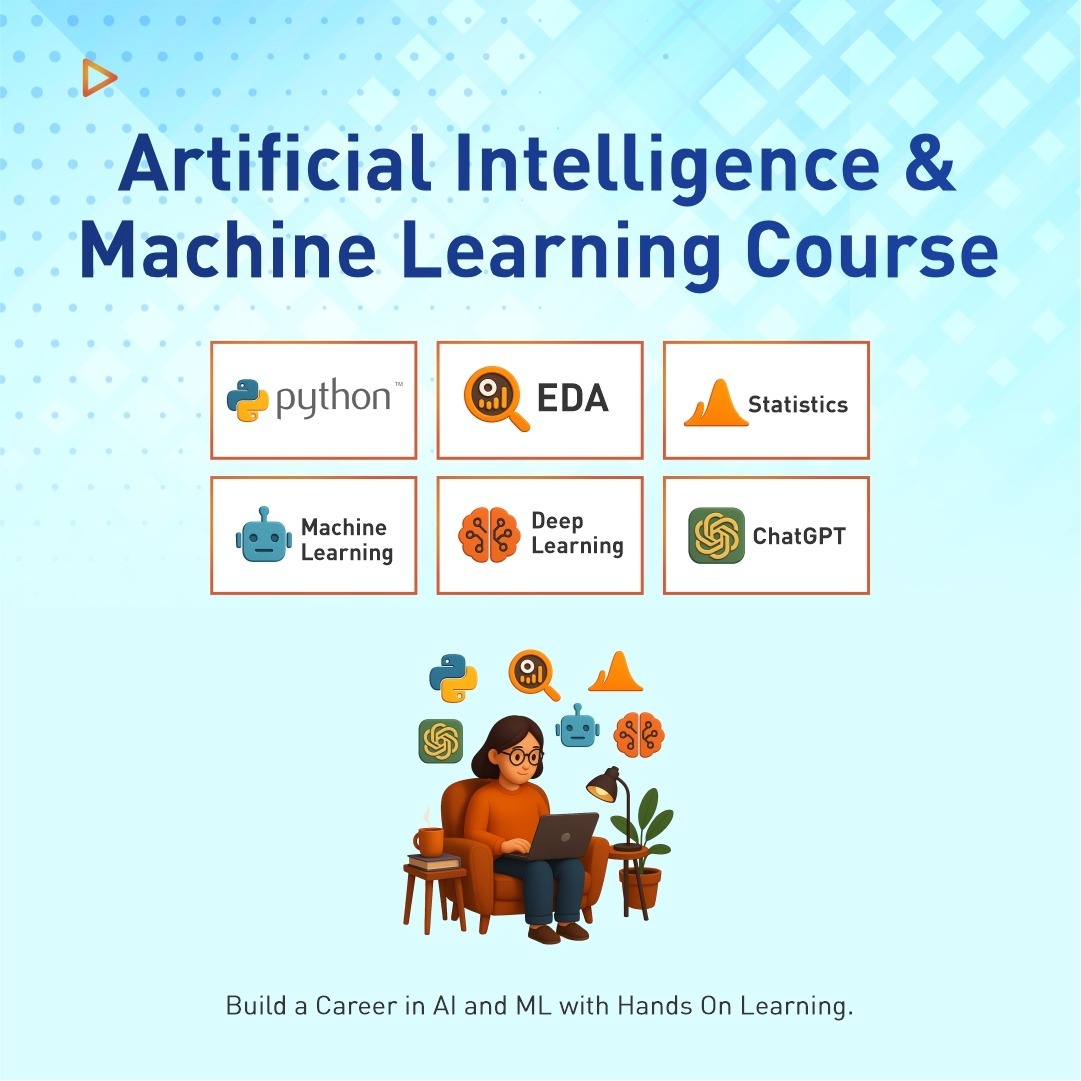 Artificial Intelligence &
Machine Learning Course
python™
EDA
Statistics
Machine
Learning
Deep
Learning
ChatGPT
Build a Career in AI and ML with Hands On Learning.